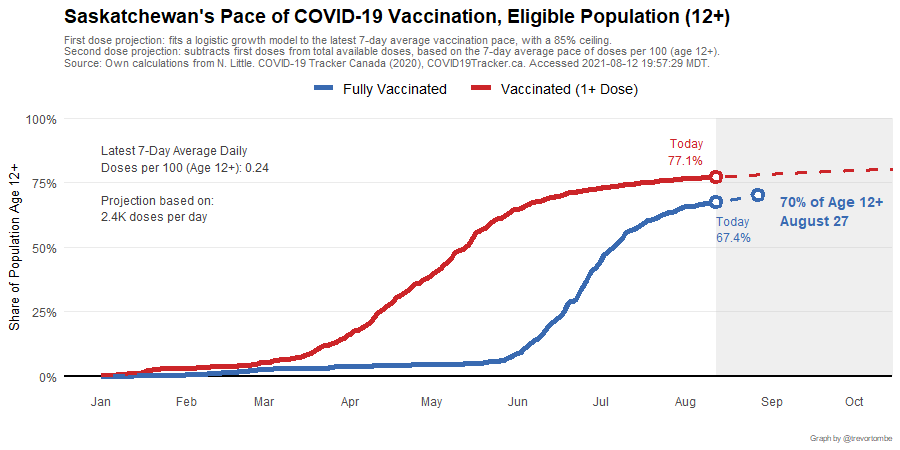 Saskatchewan's Pace of COVID-19 Vaccination, Eligible Population (12+)
First dose projection: fits a logistic growth model to the latest 7-day average vaccination pace, with a 85% ceiling.
Second dose projection: subtracts first doses from total available doses, based on the 7-day average pace of doses per 100 (age 12+).
Source: Own calculations from N. Little. COVID-19 Tracker Canada (2020), COVID19Tracker.ca. Accessed 2021-08-12 19:57:29 MDT.
Fully Vaccinated
Vaccinated (1+ Dose)
Share of Population Age 12+
100%
75%
50%
25%
0%
Latest 7-Day Average Daily
Doses per 100 (Age 12+): 0.24
Projection based on:
2.4K doses per day
Today
77.1%
Today
67.4%
70% of Age 12+
August 27
Jan
Feb
Mar
Apr
May
Jun
Jul
Aug
Sep
Oct
Graph by @trevortombe